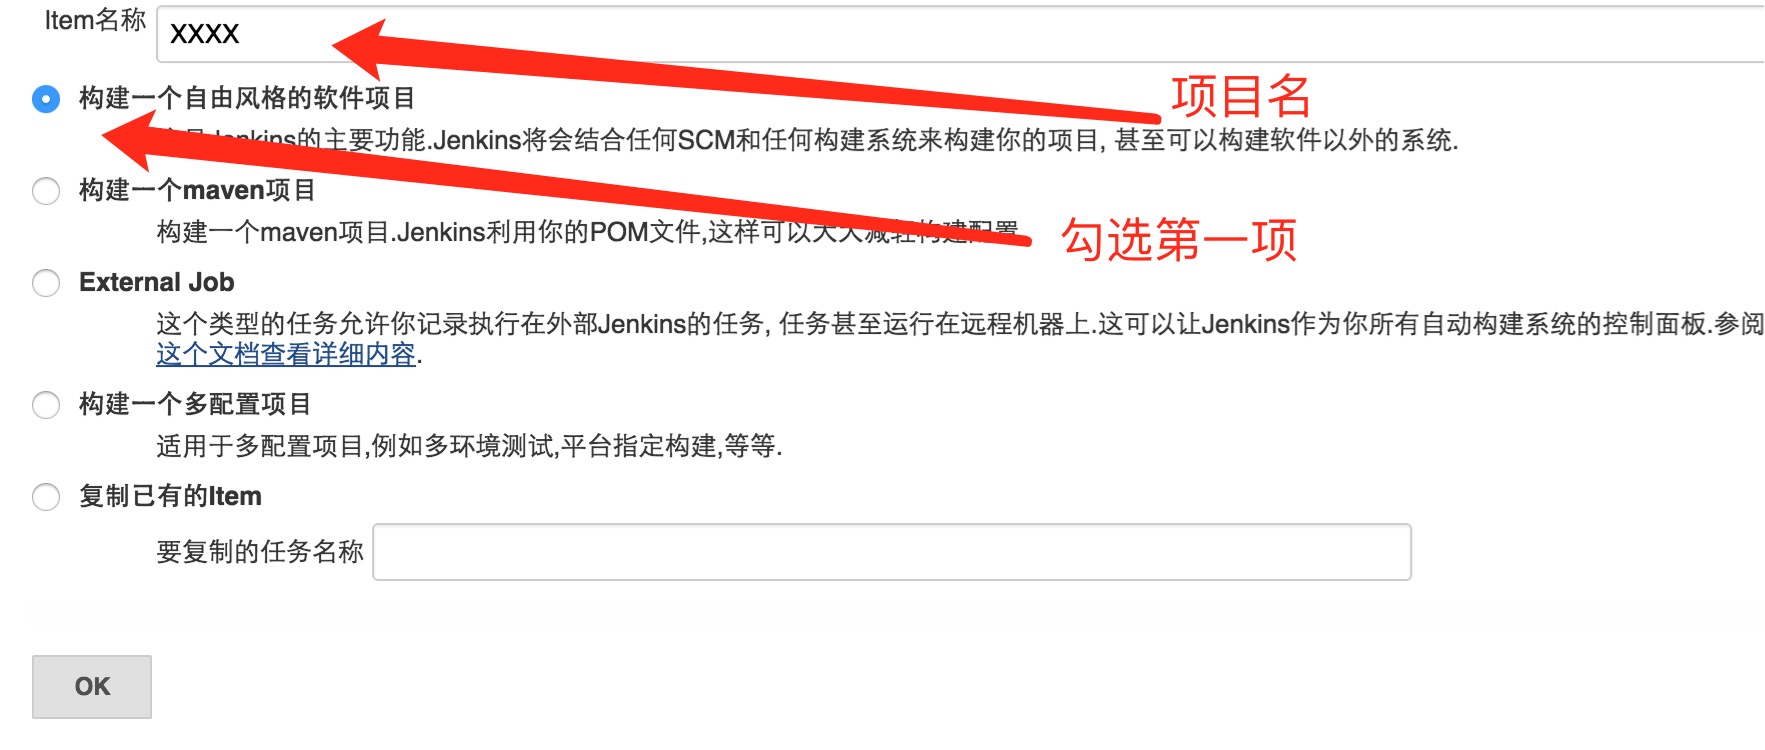 Item名称
XXXX
构建一个自由风格的软件项目
项目名
Jenkins的主要功能.Jenkins将会结合任何SCM和任何构建系统来构建你的项目, 甚至可以构建软件以外的系统.
构建一个maven项目
构建一个maven项目.Jenkins利用你的POM文件,这样可以大大减轻构建配置
勾选第一项
External Job
这个类型的任务允许你记录执行在外部Jenkins的任务, 任务甚至运行在远程机器上.这可以让Jenkins作为你所有自动构建系统的控制面板.参阅
这个文档查看详细内容.
构建一个多配置项目
适用于多配置项目,例如多环境测试,平台指定构建,等等.
复制已有的Item
要复制的任务名称
OK